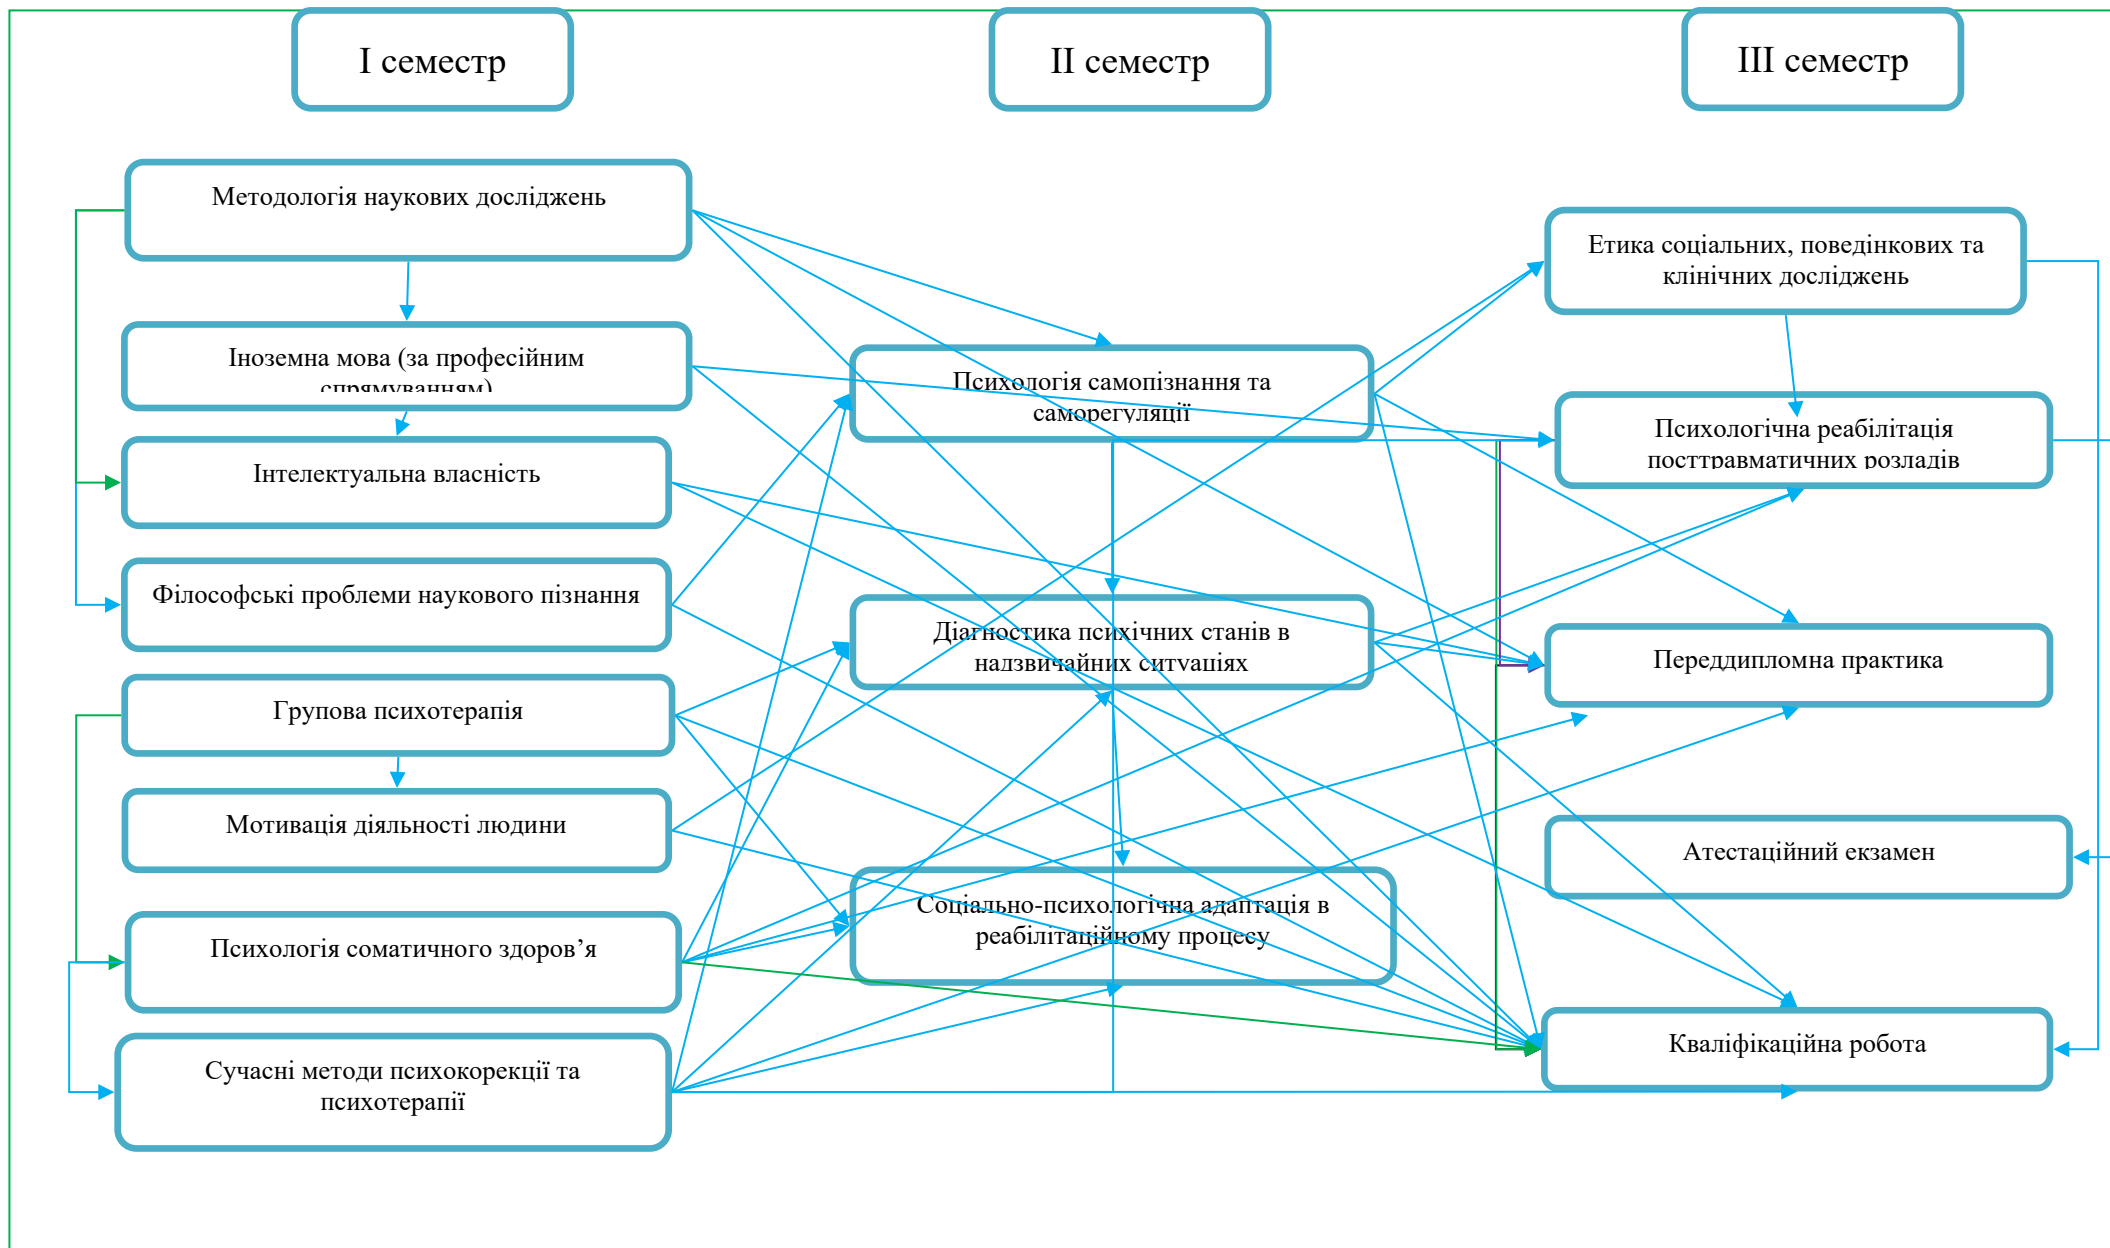 I семестр
II семестр
III семестр
Методологія наукових досліджень
Іноземна мова (за професійним
спрямуванням)
Інтелектуальна власність
Філософські проблеми наукового пізнання
Групова психотерапія
Мотивація діяльності людини
Психологія соматичного здоров’я
Сучасні методи психокорекції та
психотерапії
Психологія самопізнання та
саморегуляції
Діагностика психічних станів в
надзвичайних ситуаціях
Соціально-психологічна адаптація в
реабілітаційному процесу
Етика соціальних, поведінкових та
клінічних досліджень
Психологічна реабілітація
посттравматичних розладів
Переддипломна практика
Атестаційний екзамен
Кваліфікаційна робота